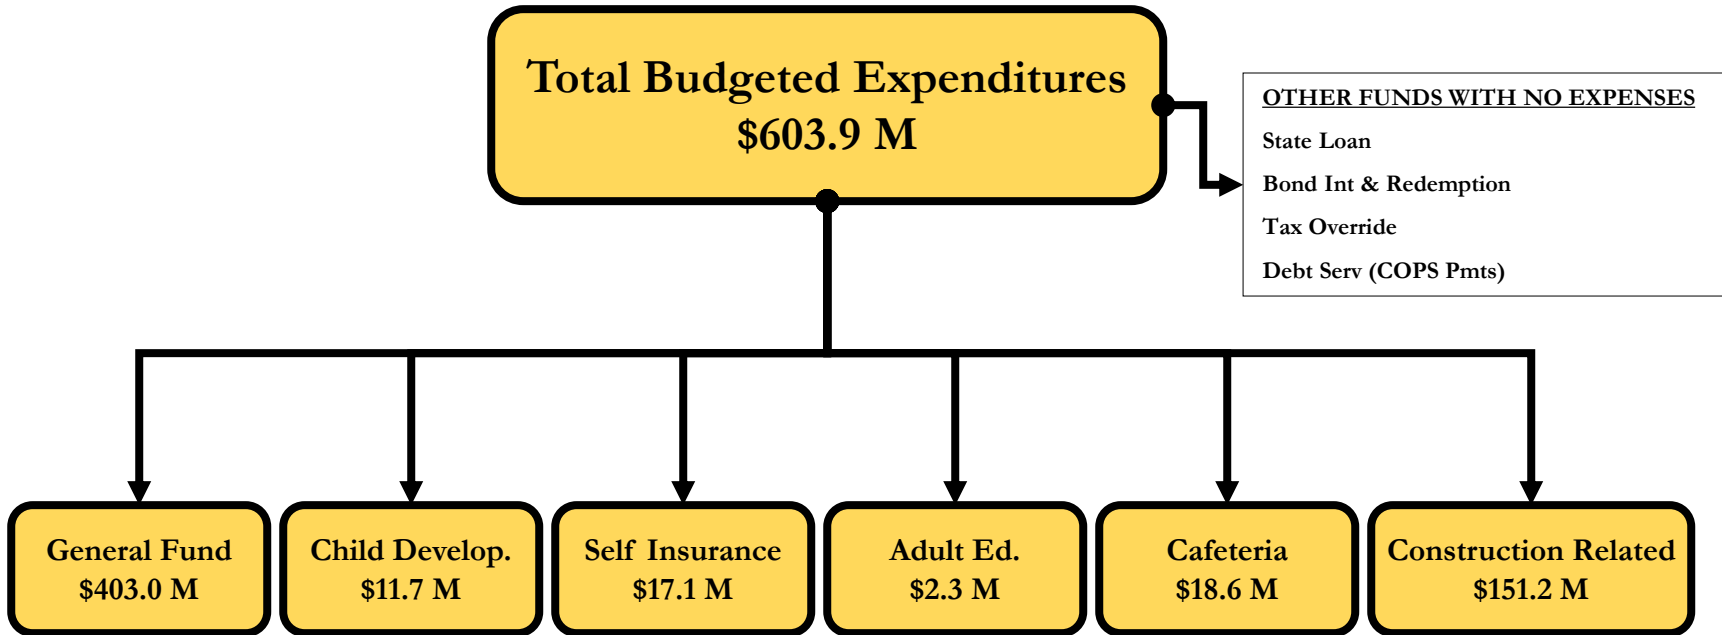 Total Budgeted Expenditures
$603.9 M
OTHER FUNDS WITH NO EXPENSES
State Loan
Bond Int & Redemption
Tax Override
Debt Serv (COPS Pmts)
General Fund
$403.0 M
Child Develop.
$11.7 M
Self Insurance
$17.1 M
Adult Ed.
$2.3 M
Cafeteria
$18.6 M
Construction Related
$151.2 M